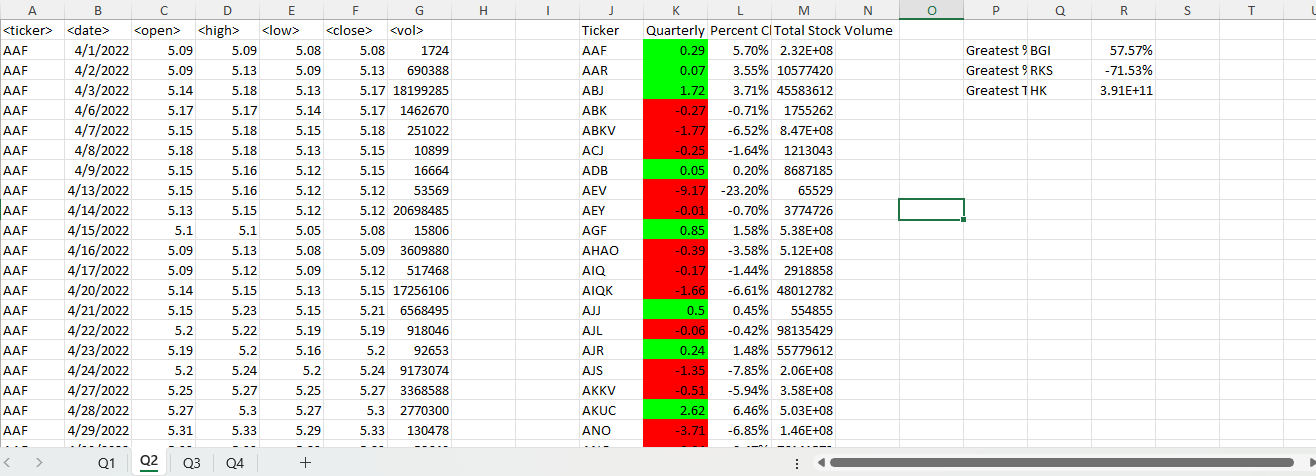 A B C D E F G H I J K L M N O P Q R S T U
<ticker> <date> <open> <high> <low> <close> <vol> Ticker Quarterly Percent Cl Total Stock Volume
AAF 4/1/2022 5.09 5.09 5.08 5.08 1724 AAF 0.29 5.70% 2.32E+08 Greatest % BGI 57.57%
AAF 4/2/2022 5.09 5.13 5.09 5.13 690388 AAR 0.07 3.55% 10577420 Greatest % RKS -71.53%
AAF 4/3/2022 5.14 5.18 5.13 5.17 18199285 ABJ 1.72 3.71% 45583612 Greatest T HK 3.91E+11
AAF 4/6/2022 5.17 5.17 5.14 5.17 1462670 ABK -0.27 -0.71% 1755262
AAF 4/7/2022 5.15 5.18 5.15 5.18 251022 ABKV -1.77 -6.52% 8.47E+08
AAF 4/8/2022 5.18 5.18 5.13 5.15 10899 ACJ -0.25 -1.64% 1213043
AAF 4/9/2022 5.15 5.16 5.12 5.15 16664 ADB 0.05 0.20% 8687185
AAF 4/13/2022 5.15 5.16 5.12 5.12 53569 AEV -9.17 -23.20% 65529
AAF 4/14/2022 5.13 5.15 5.12 5.12 20698485 AEY -0.01 -0.70% 3774726
AAF 4/15/2022 5.1 5.1 5.05 5.08 15806 AGF 0.85 1.58% 5.38E+08
AAF 4/16/2022 5.09 5.13 5.08 5.09 3609880 AHAO -0.39 -3.58% 5.12E+08
AAF 4/17/2022 5.09 5.12 5.09 5.12 517468 AIQ -0.17 -1.44% 2918858
AAF 4/20/2022 5.14 5.15 5.13 5.15 17256106 AIQK -1.66 -6.61% 48012782
AAF 4/21/2022 5.15 5.23 5.15 5.21 6568495 AJJ 0.5 0.45% 554855
AAF 4/22/2022 5.2 5.22 5.19 5.19 918046 AJL -0.06 -0.42% 98135429
AAF 4/23/2022 5.19 5.2 5.16 5.2 92653 AJR 0.24 1.48% 55779612
AAF 4/24/2022 5.2 5.24 5.2 5.24 9173074 AJS -1.35 -7.85% 2.06E+08
AAF 4/27/2022 5.25 5.27 5.25 5.27 3368588 AKKV -0.51 -5.94% 3.58E+08
AAF 4/28/2022 5.27 5.3 5.27 5.3 2770300 AKUC 2.62 6.46% 5.03E+08
AAF 4/29/2022 5.31 5.33 5.29 5.33 130478 ANO -3.71 -6.85% 1.46E+08
Q1 Q2 Q3 Q4